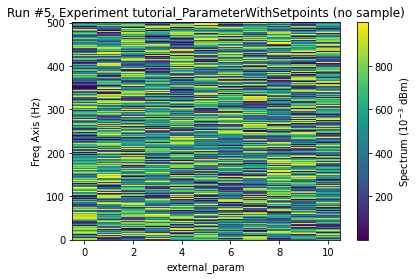 Run #5, Experiment tutorial_ParameterWithSetpoints (no sample)
500
400
300
200
100
0
Freq Axis (Hz)
0 2 4 6 8 10
external_param
800
600
400
200
Spectrum (10⁻³ dBm)